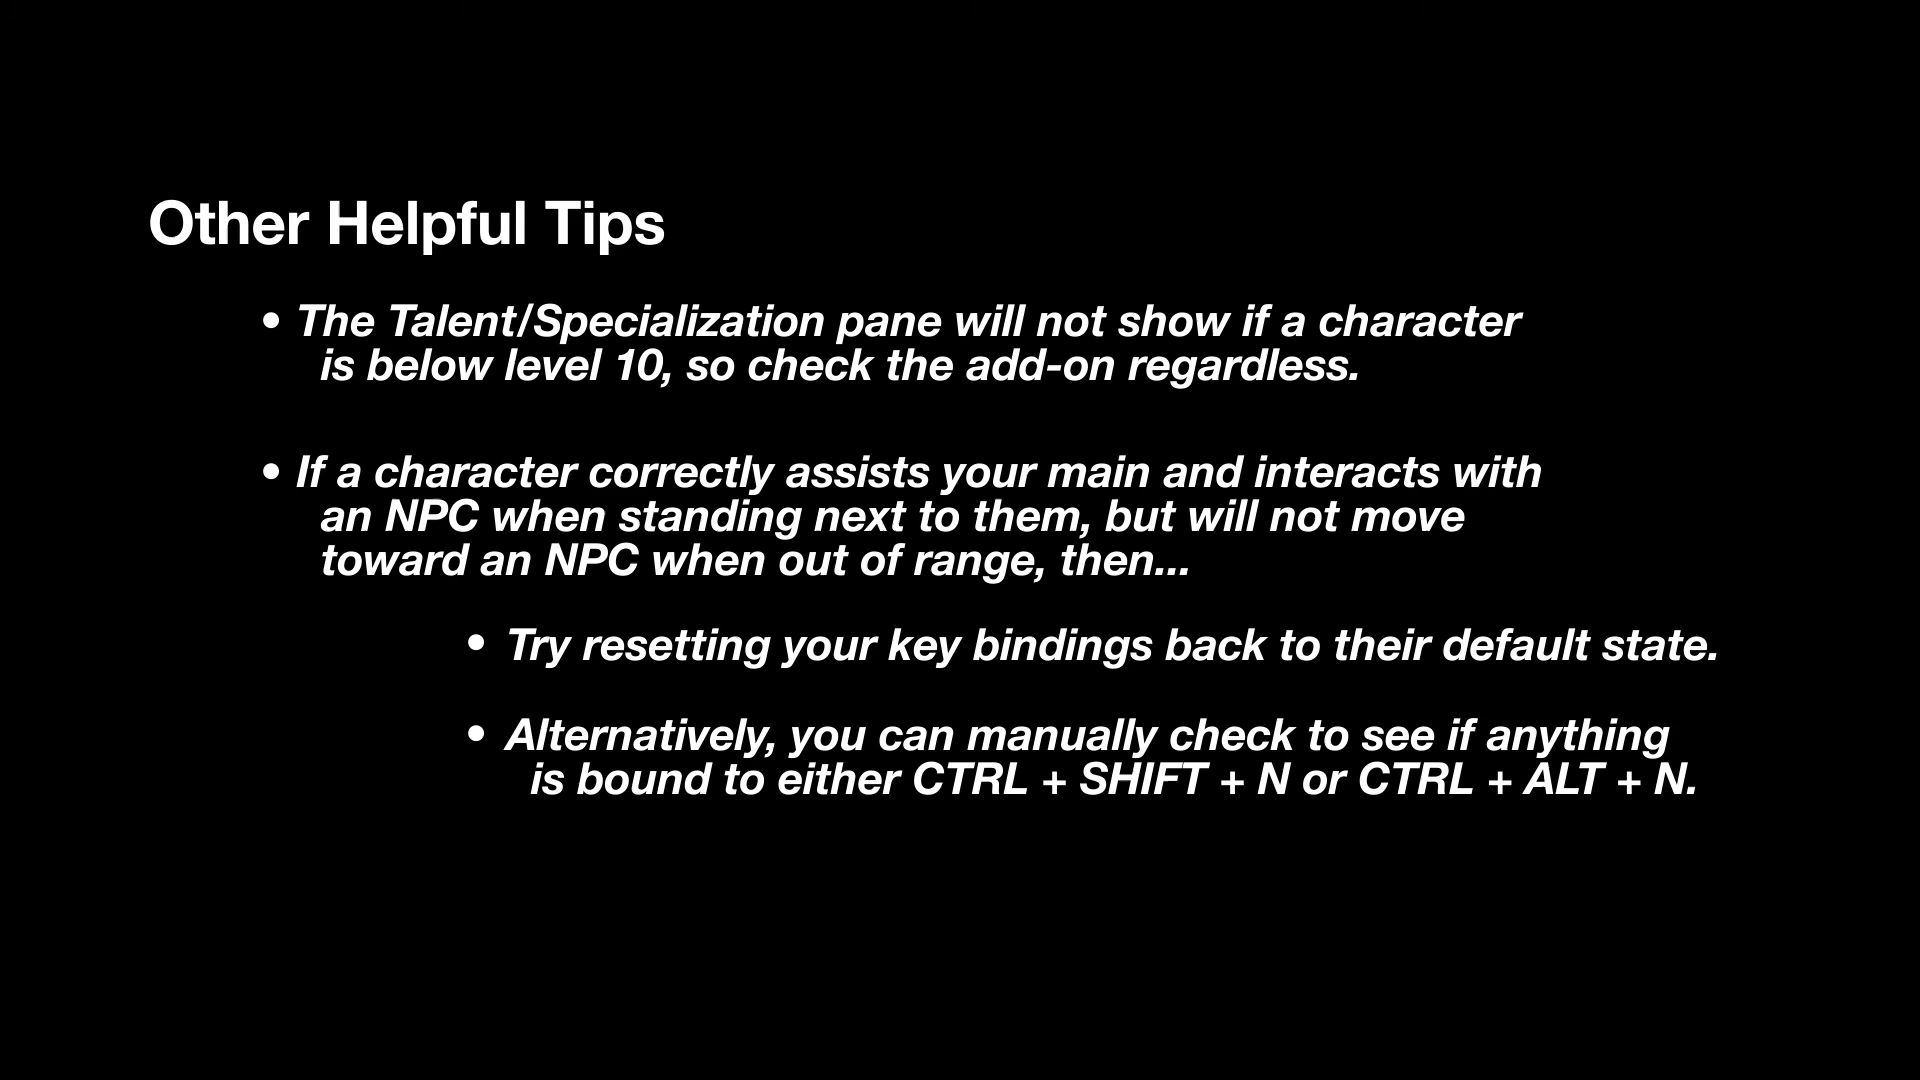 Other Helpful Tips
• The Talent/Specialization pane will not show if a character
is below level 10, so check the add-on regardless.
• If a character correctly assists your main and interacts with
an NPC when standing next to them, but will not move
toward an NPC when out of range, then...
• Try resetting your key bindings back to their default state.
• Alternatively, you can manually check to see if anything
is bound to either CTRL + SHIFT + N or CTRL + ALT + N.